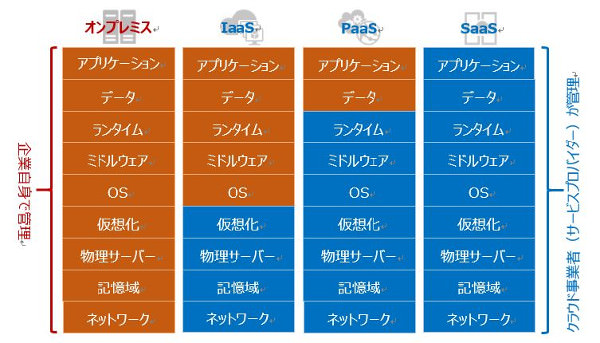 オンプレミス IaaS PaaS SaaS
アプリケーション アプリケーション アプリケーション アプリケーション
データ データ データ データ
ランタイム ランタイム ランタイム ランタイム
ミドルウェア ミドルウェア ミドルウェア ミドルウェア
OS OS OS OS
仮想化 仮想化 仮想化 仮想化
物理サーバー 物理サーバー 物理サーバー 物理サーバー
記憶域 記憶域 記憶域 記憶域
ネットワーク ネットワーク ネットワーク ネットワーク
企業自身で管理
クラウド事業者（サービスプロバイダー）が管理